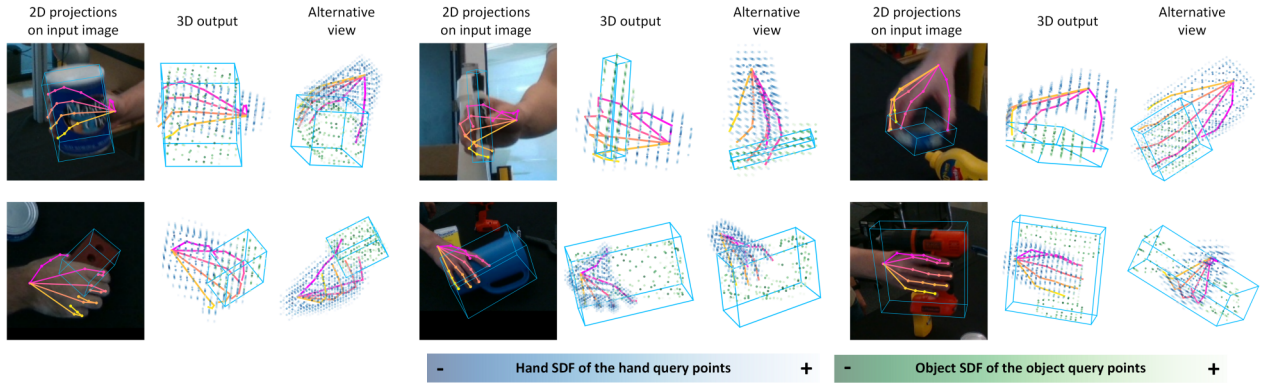 2D projections
on input image
3D output
Alternative
view
2D projections
on input image
3D output
Alternative
view
2D projections
on input image
3D output
Alternative
view
- Hand SDF of the hand query points +
- Object SDF of the object query points +